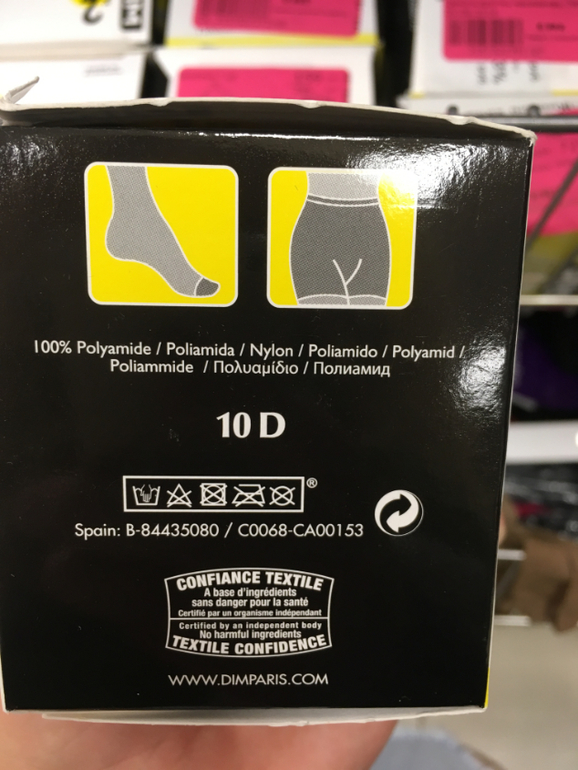 100% Polyamide / Poliamida / Nylon / Poliamido / Polyamid /
Poliammide / Πολυαμίδιο / Полиамид
10 D
®
Spain: B-84435080 / C0068-CA00153
CONFIANCE TEXTILE
A base d'ingrédients
sans danger pour la santé
Certifié par un organisme indépendant
Certified by an independent body
No harmful ingredients
TEXTILE CONFIDENCE
WWW.DIMPARIS.COM